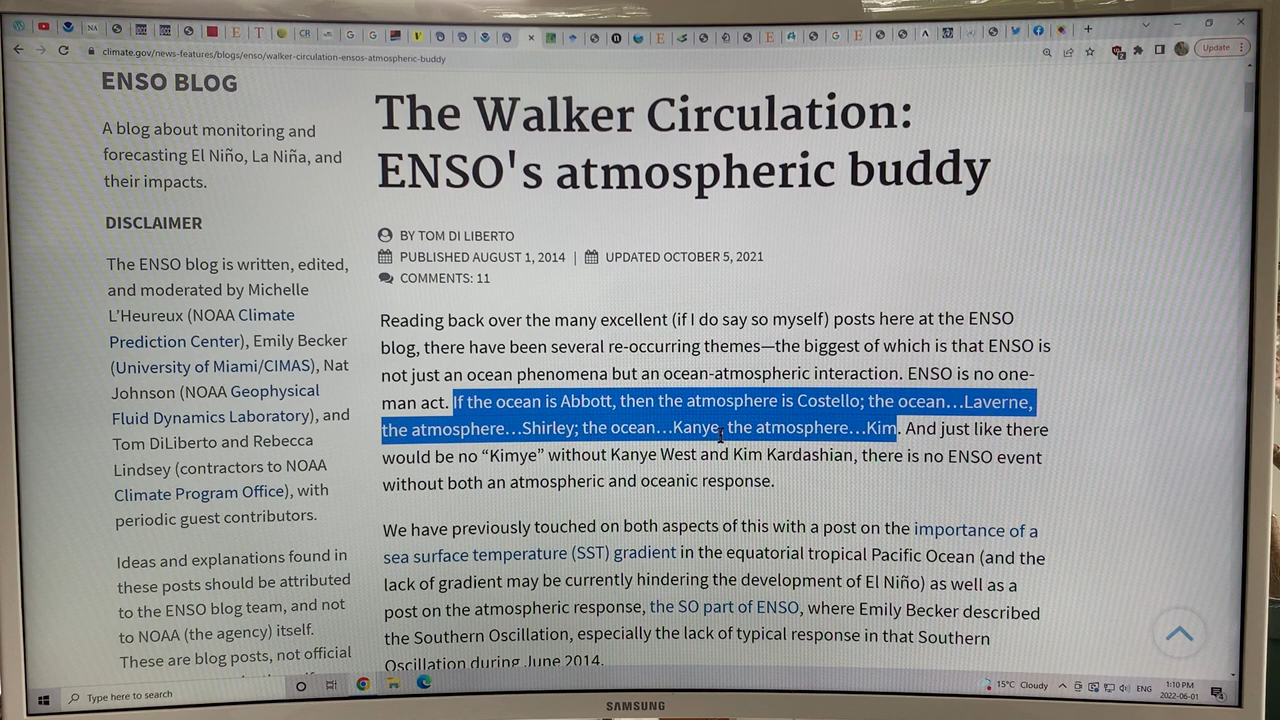 climate.gov/news-features/blogs/enso/walker-circulation-ensos-atmospheric-buddy
Update
ENSO BLOG
A blog about monitoring and
forecasting El Niño, La Niña, and
their impacts.
DISCLAIMER
The ENSO blog is written, edited,
and moderated by Michelle
L'Heureux (NOAA Climate
Prediction Center), Emily Becker
(University of Miami/CIMAS), Nat
Johnson (NOAA Geophysical
Fluid Dynamics Laboratory), and
Tom DiLiberto and Rebecca
Lindsey (contractors to NOAA
Climate Program Office), with
periodic guest contributors.
Ideas and explanations found in
these posts should be attributed
to the ENSO blog team, and not
to NOAA (the agency) itself.
These are blog posts, not official
The Walker Circulation:
ENSO's atmospheric buddy
BY TOM DI LIBERTO
PUBLISHED AUGUST 1, 2014 | UPDATED OCTOBER 5, 2021
COMMENTS: 11
Reading back over the many excellent (if I do say so myself) posts here at the ENSO
blog, there have been several re-occurring themes—the biggest of which is that ENSO is
not just an ocean phenomena but an ocean-atmospheric interaction. ENSO is no one-
man act. If the ocean is Abbott, then the atmosphere is Costello; the ocean…Laverne,
the atmosphere…Shirley; the ocean…Kanye, the atmosphere…Kim. And just like there
would be no “Kimye” without Kanye West and Kim Kardashian, there is no ENSO event
without both an atmospheric and oceanic response.
We have previously touched on both aspects of this with a post on the importance of a
sea surface temperature (SST) gradient in the equatorial tropical Pacific Ocean (and the
lack of gradient may be currently hindering the development of El Niño) as well as a
post on the atmospheric response, the SO part of ENSO, where Emily Becker described
the Southern Oscillation, especially the lack of typical response in that Southern
Oscillation during June 2014.
Type here to search
15°C Cloudy
ENG
1:10 PM
2022-06-01
SAMSUNG